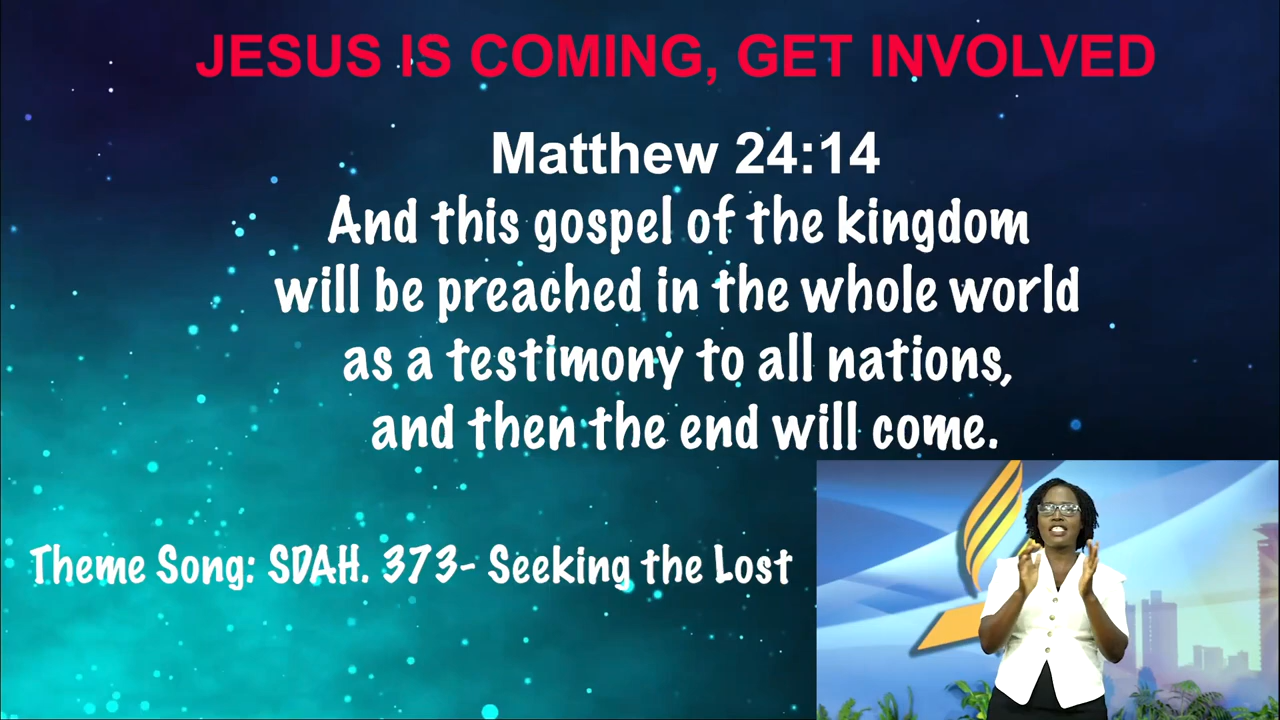 JESUS IS COMING, GET INVOLVED
Matthew 24:14
And this gospel of the kingdom
will be preached in the whole world
as a testimony to all nations,
and then the end will come.
Theme Song: SDAH. 373- Seeking the Lost